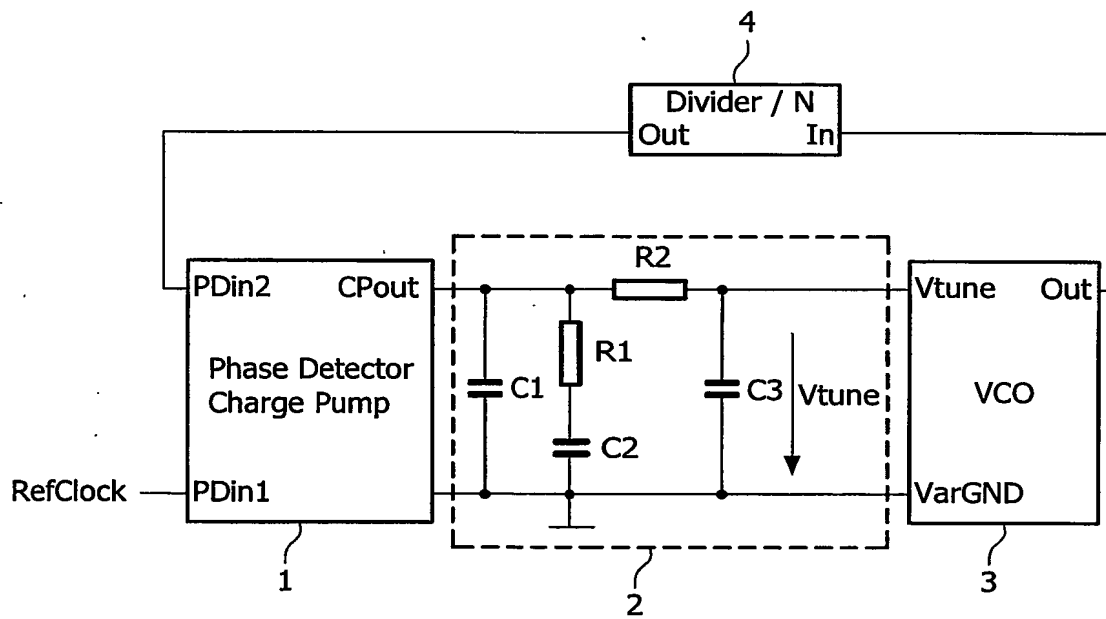 4
Divider / N
Out In
R2
PDin2 CPout
Vtune Out
R1
Phase Detector
Charge Pump
C1
C3
Vtune
VCO
C2
RefClock
PDin1
VarGND
1
2
3